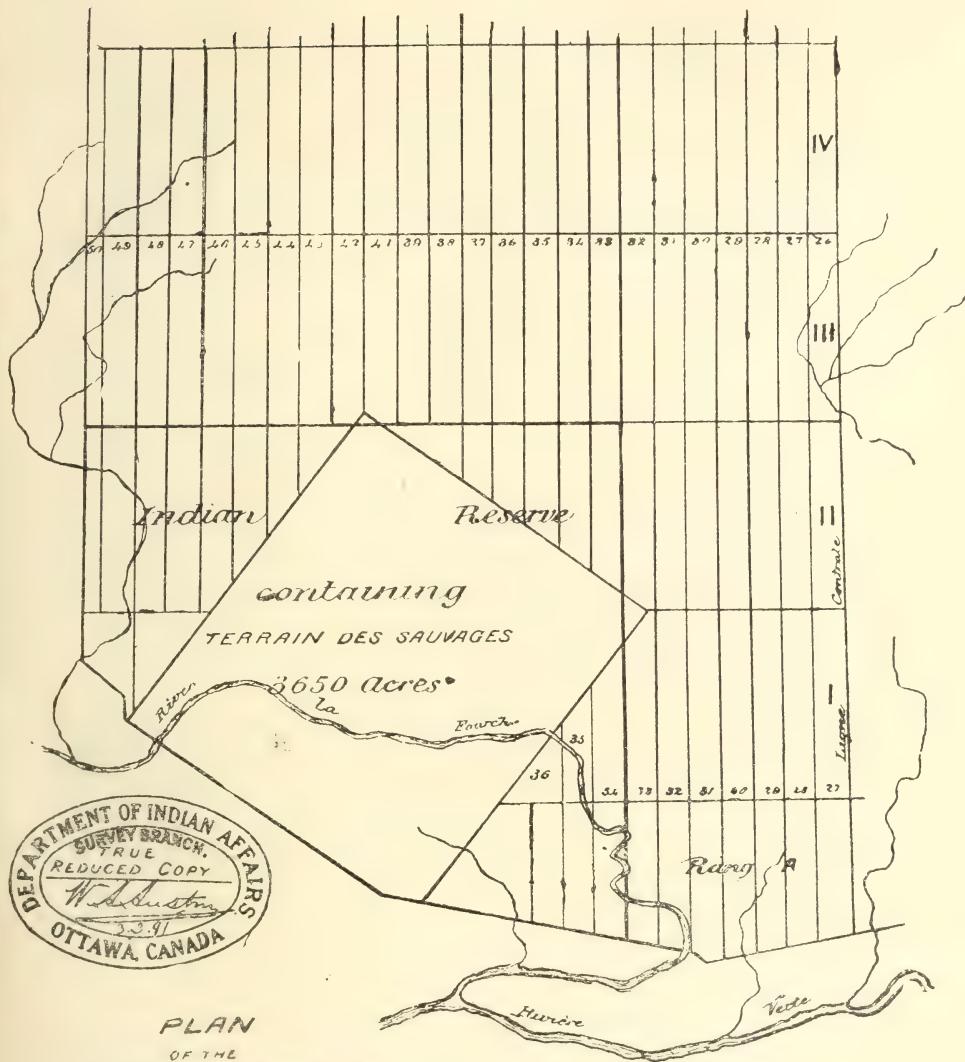 IV
50 49 48 47 46 45 44 43 42 41 39 38 37 36 35 34 33 32 31 30 29 28 27 26
III
Indian Reserve
II
Centrale
containing
TERRAIN DES SAUVAGES
3650 Acres
River la Fourche
I
Ligne
35
36
34 33 32 31 30 29 28 27
Rang A
DEPARTMENT OF INDIAN AFFAIRS
SURVEY BRANCH.
TRUE
REDUCED COPY
W A Austin
OTTAWA, CANADA
Verte
PLAN
OF THE